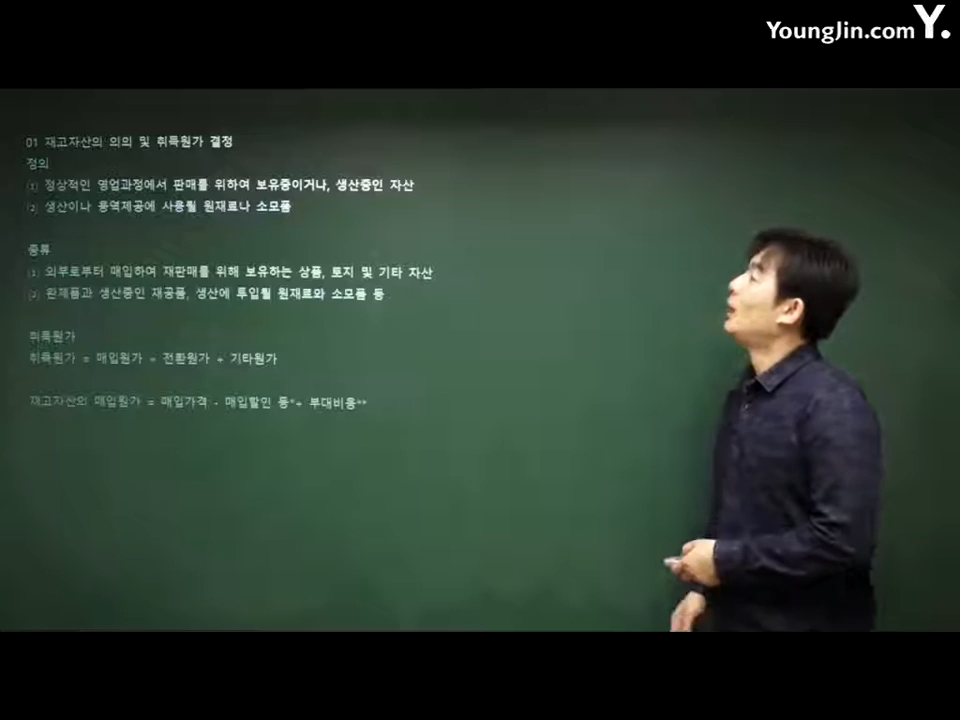 YoungJin.com Y.
01 재고자산의 의의 및 취득원가 결정
정의
(1) 정상적인 영업과정에서 판매를 위하여 보유중이거나, 생산중인 자산
(2) 생산이나 용역제공에 사용될 원재료나 소모품
종류
(1) 외부로부터 매입하여 재판매를 위해 보유하는 상품, 토지 및 기타 자산
(2) 완제품과 생산중인 재공품, 생산에 투입될 원재료와 소모품 등
취득원가
취득원가 = 매입원가 + 전환원가 + 기타원가
재고자산의 매입원가 = 매입가격 - 매입할인 등*+ 부대비용**